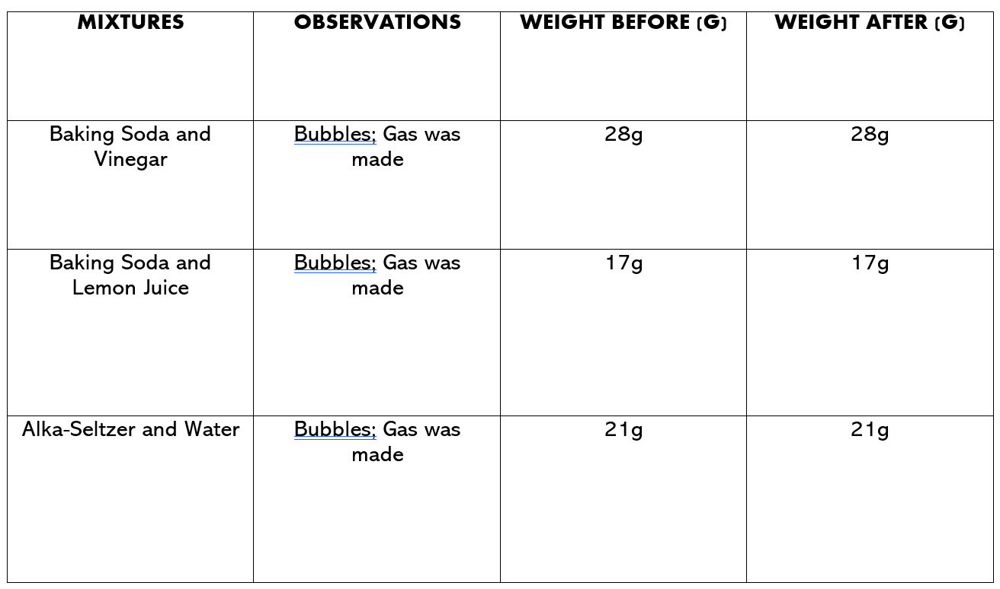 MIXTURES
OBSERVATIONS
WEIGHT BEFORE (G)
WEIGHT AFTER (G)
Baking Soda and
Vinegar
Bubbles; Gas was
made
28g
28g
Baking Soda and
Lemon Juice
Bubbles; Gas was
made
17g
17g
Alka-Seltzer and Water
Bubbles; Gas was
made
21g
21g